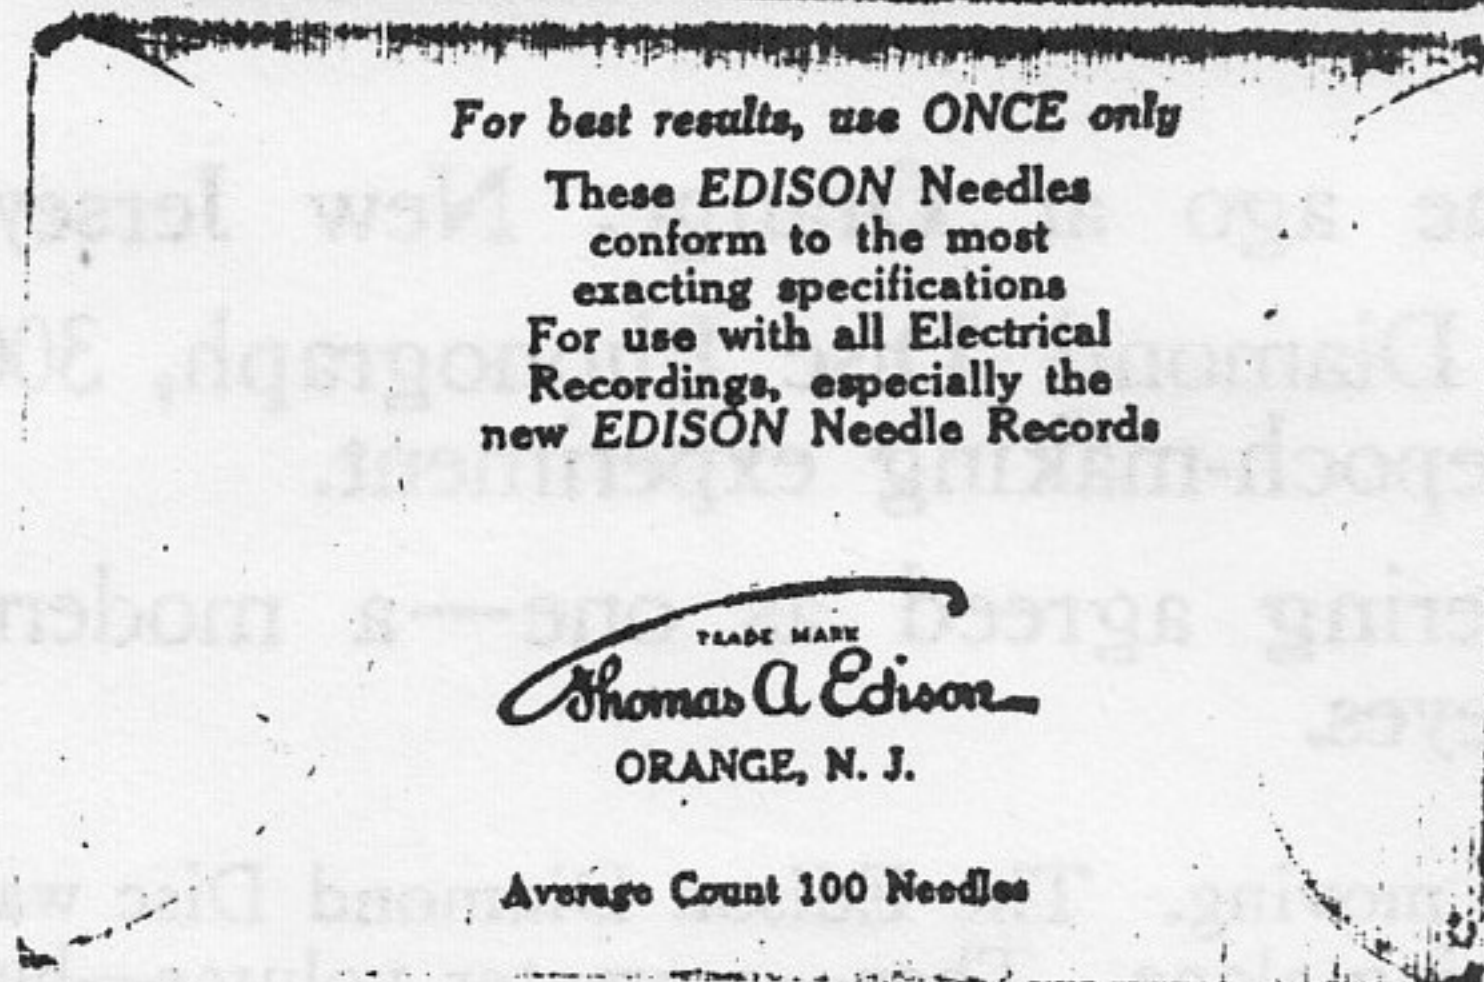 For best results, use ONCE only
These EDISON Needles
conform to the most
exacting specifications
For use with all Electrical
Recordings, especially the
new EDISON Needle Records
TRADE MARK
Thomas A Edison
ORANGE, N. J.
Average Count 100 Needles